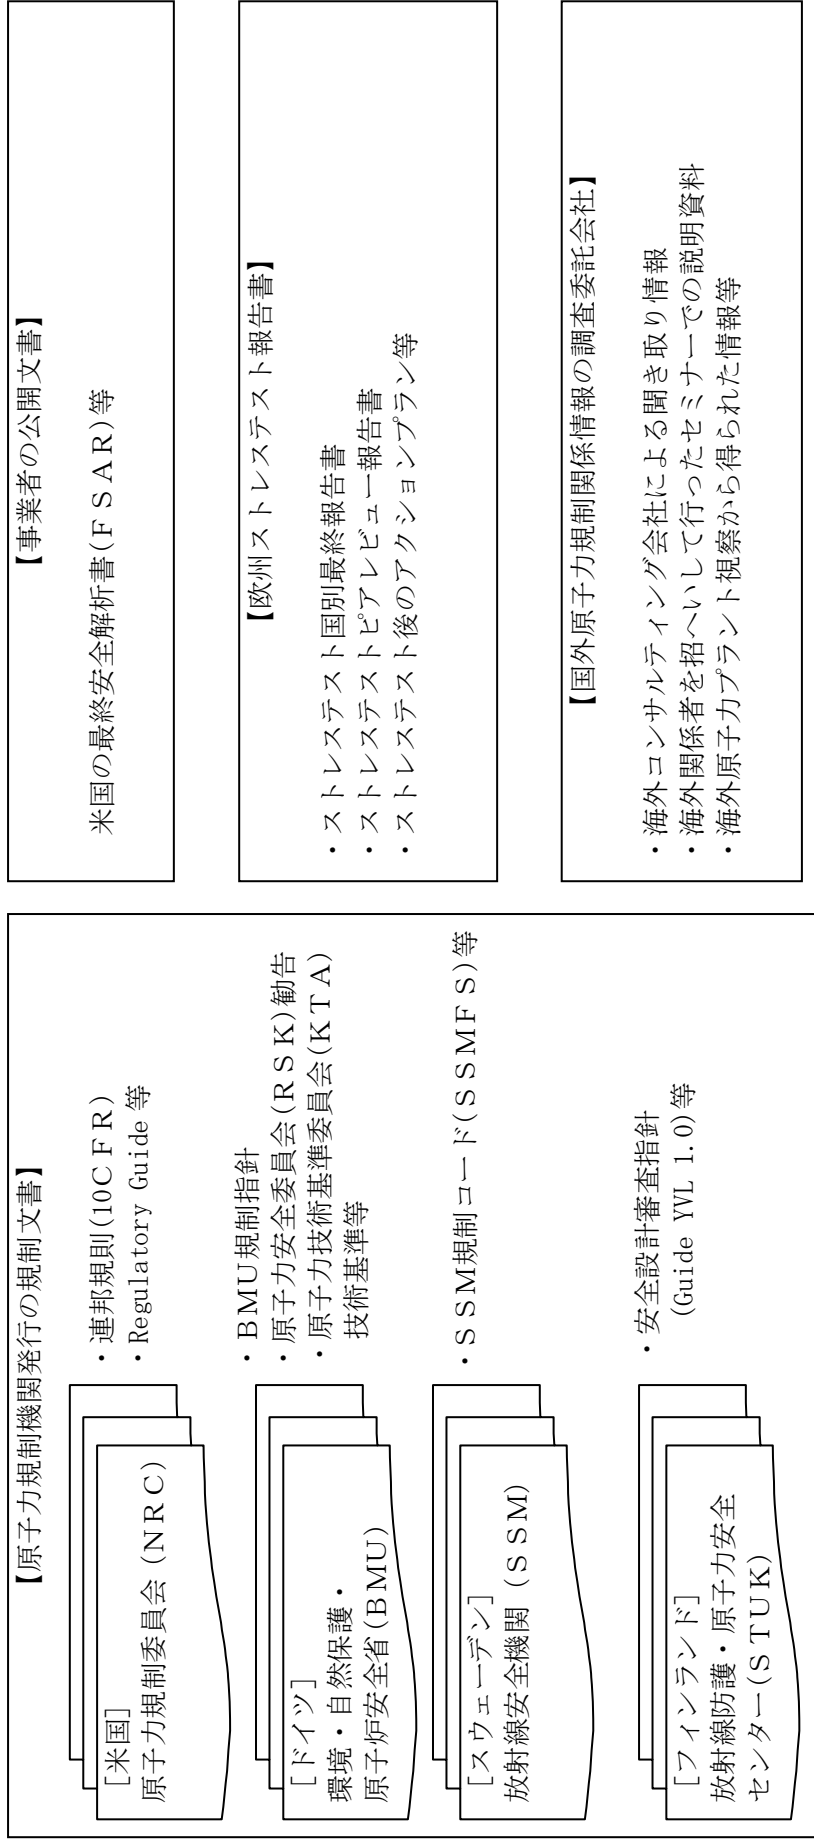 【原子力規制機関発行の規制文書】
[米国]
原子力規制委員会（ＮＲＣ）
・連邦規則(10ＣＦＲ)
・Regulatory Guide 等
[ドイツ]
環境・自然保護・
原子炉安全省(ＢＭＵ)
・ＢＭＵ規制指針
・原子力安全委員会(ＲＳＫ)勧告
・原子力技術基準委員会(ＫＴＡ)
技術基準等
[スウェーデン]
放射線安全機関（ＳＳＭ）
・ＳＳＭ規制コード(ＳＳＭＦＳ)等
[フィンランド]
放射線防護・原子力安全
センター(ＳＴＵＫ)
・安全設計審査指針
(Guide YVL 1.0)等
【事業者の公開文書】
米国の最終安全解析書(ＦＳＡＲ)等
【欧州ストレステスト報告書】
・ストレステスト国別最終報告書
・ストレステストピアレビュー報告書
・ストレステスト後のアクションプラン等
【国外原子力規制関係情報の調査委託会社】
・海外コンサルティング会社による聞き取り情報
・海外関係者を招へいして行ったセミナーでの説明資料
・海外原子力プラント視察から得られた情報等